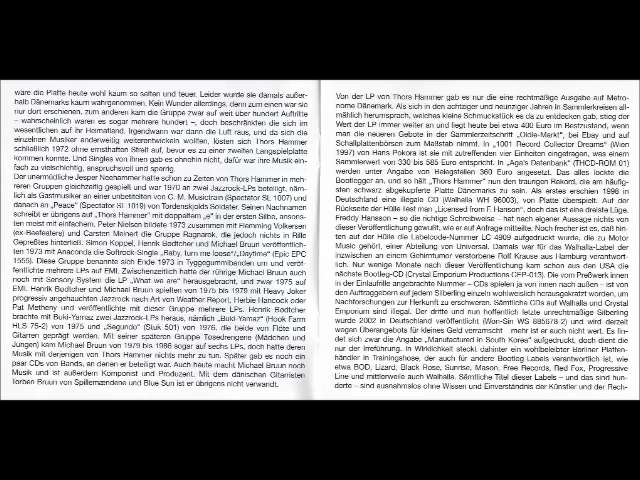 wäre die Platte heute wohl kaum so selten und teuer. Leider wurde sie damals außer-
halb Dänemarks kaum wahrgenommen. Kein Wunder allerdings, denn zum einen war sie
nur dort erschienen, zum anderen kam die Gruppe zwar auf weit über hundert Auftritte
– wahrscheinlich waren es sogar mehrere hundert –, doch beschränkten die sich im
wesentlichen auf ihr Heimatland. Irgendwann war dann die Luft raus, und da sich die
einzelnen Musiker anderweitig weiterentwickeln wollten, lösten sich Thors Hammer
schließlich 1972 ohne ernsthaften Streit auf, bevor es zu einer zweiten Langspielplatte
kommen konnte. Und Singles von ihnen gab es ohnehin nicht, dafür war ihre Musik ein-
fach zu vielschichtig, anspruchsvoll und sperrig.
Der unermüdliche Jesper Neehammer hatte schon zu Zeiten von Thors Hammer in meh-
reren Gruppen gleichzeitig gespielt und war 1970 an zwei Jazzrock-LPs beteiligt, näm-
lich als Gastmusiker an einer unbetitelten von C. M. Musictrain (Spectator SL 1007) und
danach an „Peace" (Spectator SL 1019) von Tordenskjolds Soldater. Seinen Nachnamen
schreibt er übrigens auf „Thors Hammer" mit doppeltem „e" in der ersten Silbe, ansons-
ten meist mit einfachem. Peter Nielsen bildete 1973 zusammen mit Flemming Volkersen
(ex-Beefeaters) und Carsten Meinert die Gruppe Ragnarok, die jedoch nichts in Rille
Gepreßtes hinterließ. Simon Koppel, Henrik Bødtcher und Michael Bruun veröffentlich-
ten 1973 mit Anaconda die Softrock-Single „Raby, turn me loose"/„Daytime" (Epic EPC
1555). Diese Gruppe benannte sich Ende 1973 in Tyggegummibanden um und veröf-
fentlichte mehrere LPs auf EMI. Zwischenzeitlich hatte der rührige Michael Bruun auch
noch mit Sensory System die LP „What we are" herausgebracht, und zwar 1975 auf
EMI. Henrik Bødtcher und Michael Bruun spielten von 1975 bis 1979 mit Heavy Joker
progressiv angehauchten Jazzrock nach Art von Weather Report, Herbie Hancock oder
Pat Metheny und veröffentlichte mit dieser Gruppe mehrere LPs. Henrik Bødtcher
brachte mit Buki-Yamaz zwei Jazzrock-LPs heraus, nämlich „Buki-Yamaz" (Hook Farm
HLS 75-2) von 1975 und "Segundo" (Stuk 501) von 1976, die beide von Flöte und
Gitarren geprägt werden. Mit seiner späteren Gruppe Tøsedrengene (Mädchen und
Jungen) kam Michael Bruun von 1979 bis 1986 sogar auf sechs LPs, doch hatte deren
Musik mit derjenigen von Thors Hammer nichts mehr zu tun. Später gab es noch ein
paar CDs von Bands, an denen er beteiligt war. Auch heute macht Michael Bruun noch
Musik und ist außerdem Komponist und Produzent. Mit dem dänischen Gitarristen
Torben Bruun von Spillemændene und Blue Sun ist er übrigens nicht verwandt.
Von der LP von Thors Hammer gab es nur die eine rechtmäßige Ausgabe auf Metro-
nome Dänemark. Als sich in den achtziger und neunziger Jahren in Sammlerkreisen all-
mählich herumsprach, welches kleine Schmuckstück es da zu entdecken gab, stieg der
Wert der LP immer weiter an und liegt heute bei etwa 400 Euro im Bestzustand, wenn
man die neueren Gebote in der Sammlerzeitschrift „Oldie-Markt", bei Ebay und auf
Schallplattenbörsen zum Maßstab nimmt. In "1001 Record Collector Dreams" (Wien
1997) von Hans Pokora ist sie mit zutreffenden vier Einheiten eingetragen, was einem
Sammlerwert von 330 bis 585 Euro entspricht. In „Aga's Datenbank" (THCD-ROM 01)
werden unter Angabe von Belegstellen 360 Euro angesetzt. Das alles lockte die
Bootlegger an, und so hält „Thors Hammer" nun den traurigen Rekord, die am häufig-
sten schwarz abgekupferte Platte Dänemarks zu sein. Als erstes erschien 1998 in
Deutschland eine illegale CD (Walhalla WH 96003), von Platte überspielt. Auf der
Rückseite der Hülle liest man „Licensed from F. Hanson", doch das ist eine dreiste Lüge.
Freddy Hansson – so die richtige Schreibweise – hat nach eigener Aussage nichts von
dieser Veröffentlichung gewußt, wie er auf Anfrage mitteilte. Noch frecher ist es, daß hin-
ten auf der Hülle die Labelcode-Nummer LC 4909 aufgedruckt wurde, die zu Motor
Music gehört, einer Abteilung von Universal. Damals war für das Walhalla-Label der
inzwischen an einem Gehirntumor verstorbene Rolf Krause aus Hamburg verantwort-
lich. Nur wenige Monate nach dieser Veröffentlichung kam schon aus den USA die
nächste Bootleg-CD (Crystal Emporium Productions CPP-013). Die vom Preßwerk innen
in der Einlaufrille angebrachte Nummer – CDs spielen ja von innen nach außen – ist von
den Auftraggebern auf jedem Silberling einzeln wohlweislich herausgekratzt worden, um
Nachforschungen zur Herkunft zu erschweren. Sämtliche CDs auf Walhalla und Crystal
Emporium sind illegal. Der dritte und nun hoffentlich letzte unrechtmäßige Silberling
wurde 2002 in Deutschland veröffentlicht (Won-Sin WS 885678-2) und wird derzeit
wegen Überangebots für kleines Geld verramscht – mehr ist er auch nicht wert. Es fin-
det sich zwar die Angabe „Manufactured in South Korea" aufgedruckt, doch dient die
nur der Irreführung. In Wirklichkeit steckt dahinter ein wohlbeleibter Berliner Platten-
händler in Trainingshose, der auch für andere Bootleg-Labels verantwortlich ist, wie
etwa BOD, Lizard, Black Rose, Sunrise, Mason, Free Records, Red Fox, Progressive
Line und mittlerweile auch Walhalla. Sämtliche Titel dieser Labels – und das sind hun-
derte – sind ausnahmslos ohne Wissen und Einverständnis der Künstler und der Rech-